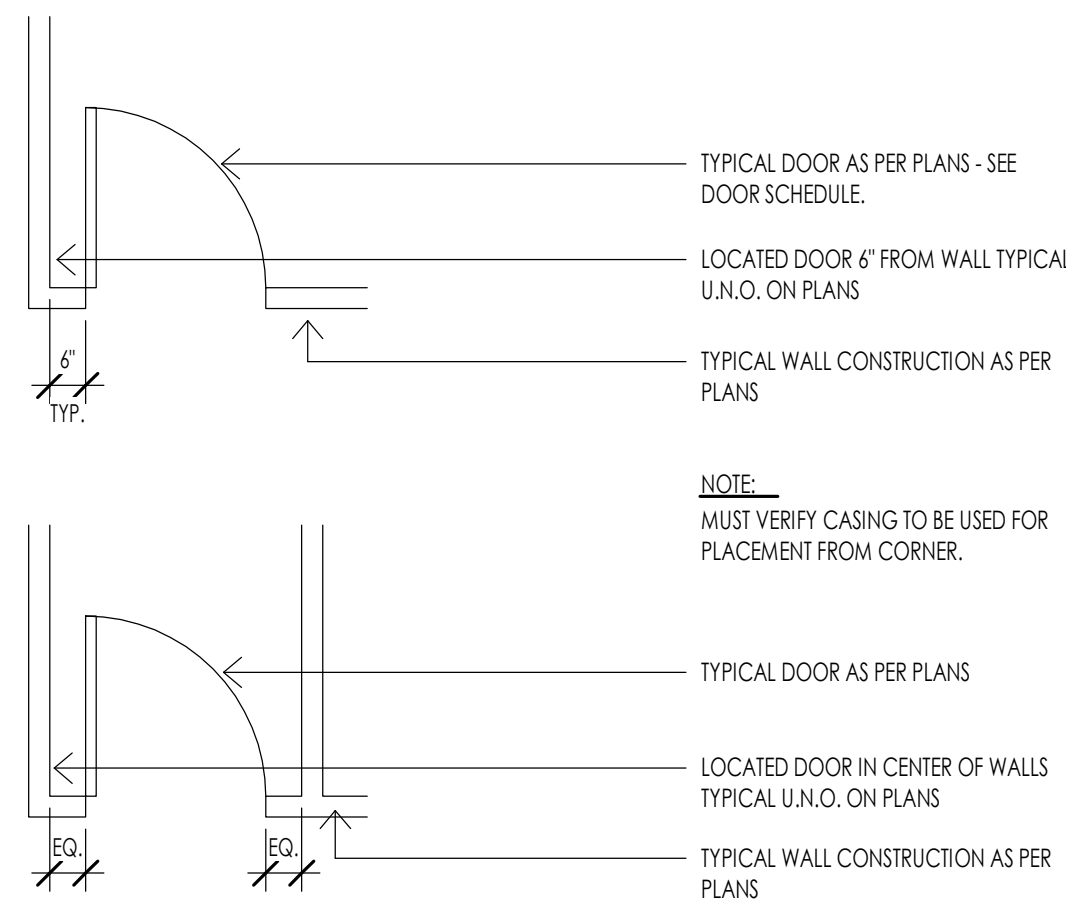 TYPICAL DOOR AS PER PLANS - SEE
DOOR SCHEDULE.
LOCATED DOOR 6" FROM WALL TYPICAL
U.N.O. ON PLANS
TYPICAL WALL CONSTRUCTION AS PER
PLANS
6"
TYP.
NOTE:
MUST VERIFY CASING TO BE USED FOR
PLACEMENT FROM CORNER.
TYPICAL DOOR AS PER PLANS
LOCATED DOOR IN CENTER OF WALLS
TYPICAL U.N.O. ON PLANS
EQ.
EQ.
TYPICAL WALL CONSTRUCTION AS PER
PLANS